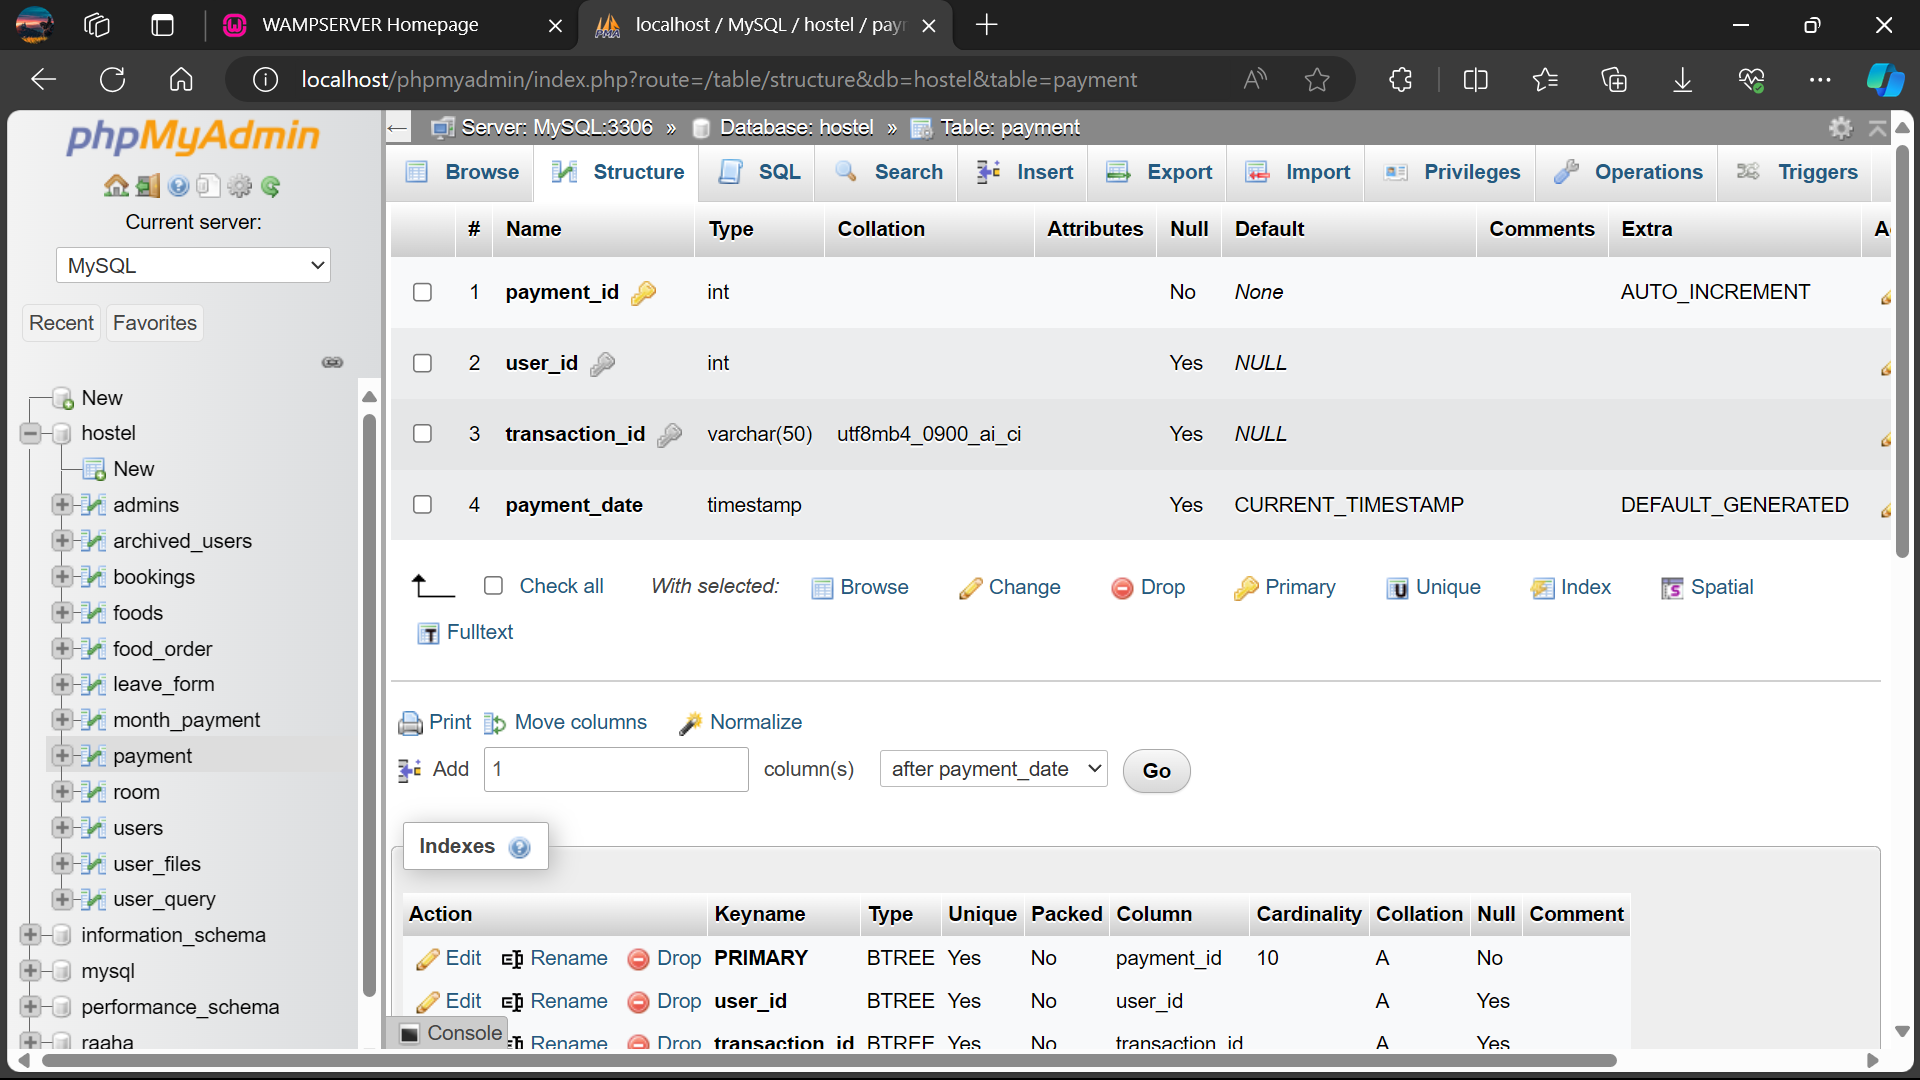 WAMPSERVER Homepage
localhost / MySQL / hostel / payr
localhost/phpmyadmin/index.php?route=/table/structure&db=hostel&table=payment
phpMyAdmin
Current server:
MySQL
Recent Favorites
New
hostel
New
admins
archived_users
bookings
foods
food_order
leave_form
month_payment
payment
room
users
user_files
user_query
information_schema
mysql
performance_schema
raaha
Server: MySQL:3306 » Database: hostel » Table: payment
Browse Structure SQL Search Insert Export Import Privileges Operations Triggers
# Name Type Collation Attributes Null Default Comments Extra
1 payment_id int No None AUTO_INCREMENT
2 user_id int Yes NULL
3 transaction_id varchar(50) utf8mb4_0900_ai_ci Yes NULL
4 payment_date timestamp Yes CURRENT_TIMESTAMP DEFAULT_GENERATED
Check all With selected: Browse Change Drop Primary Unique Index Spatial
Fulltext
Print Move columns Normalize
Add 1 column(s) after payment_date Go
Indexes
Action Keyname Type Unique Packed Column Cardinality Collation Null Comment
Edit Rename Drop PRIMARY BTREE Yes No payment_id 10 A No
Edit Rename Drop user_id BTREE Yes No user_id A Yes
Rename Drop transaction_id BTREE Yes No transaction_id A Yes
Console